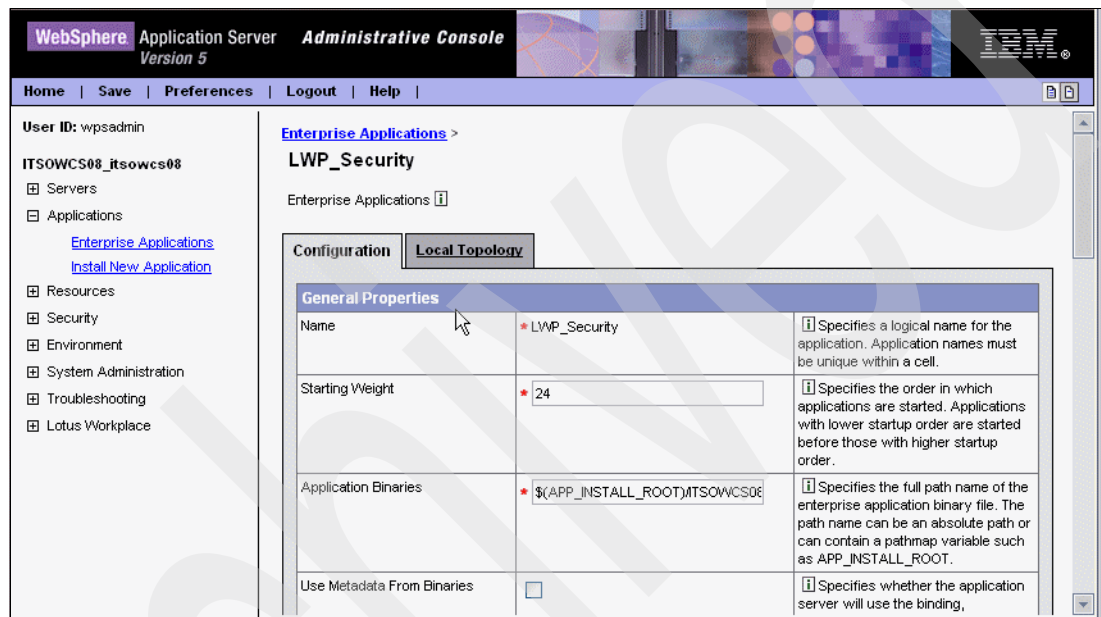 WebSphere. Application Server Administrative Console
Version 5
IBM®
Home | Save | Preferences | Logout | Help |
User ID: wpsadmin
ITSOWCS08_itsowcs08
Servers
Applications
Enterprise Applications
Install New Application
Resources
Security
Environment
System Administration
Troubleshooting
Lotus Workplace
Enterprise Applications >
LWP_Security
Enterprise Applications i
Configuration Local Topology
General Properties
Name
* LWP_Security
i Specifies a logical name for the
application. Application names must
be unique within a cell.
Starting Weight
* 24
i Specifies the order in which
applications are started. Applications
with lower startup order are started
before those with higher startup
order.
Application Binaries
* $(APP_INSTALL_ROOT)/ITSOWCS08
i Specifies the full path name of the
enterprise application binary file. The
path name can be an absolute path or
can contain a pathmap variable such
as APP_INSTALL_ROOT.
Use Metadata From Binaries
i Specifies whether the application
server will use the binding,